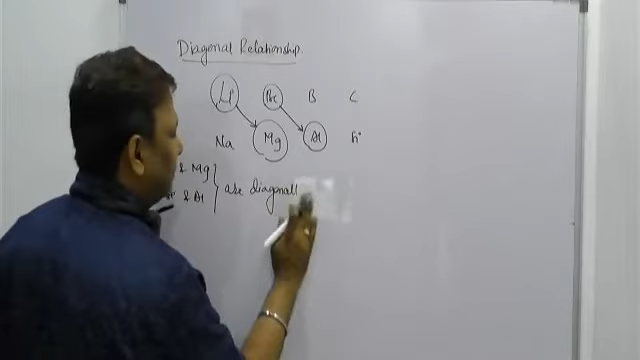 Diagonal Relationship.
Li Be B C
Na Mg Al Si
& Mg
& Al
are diagonall